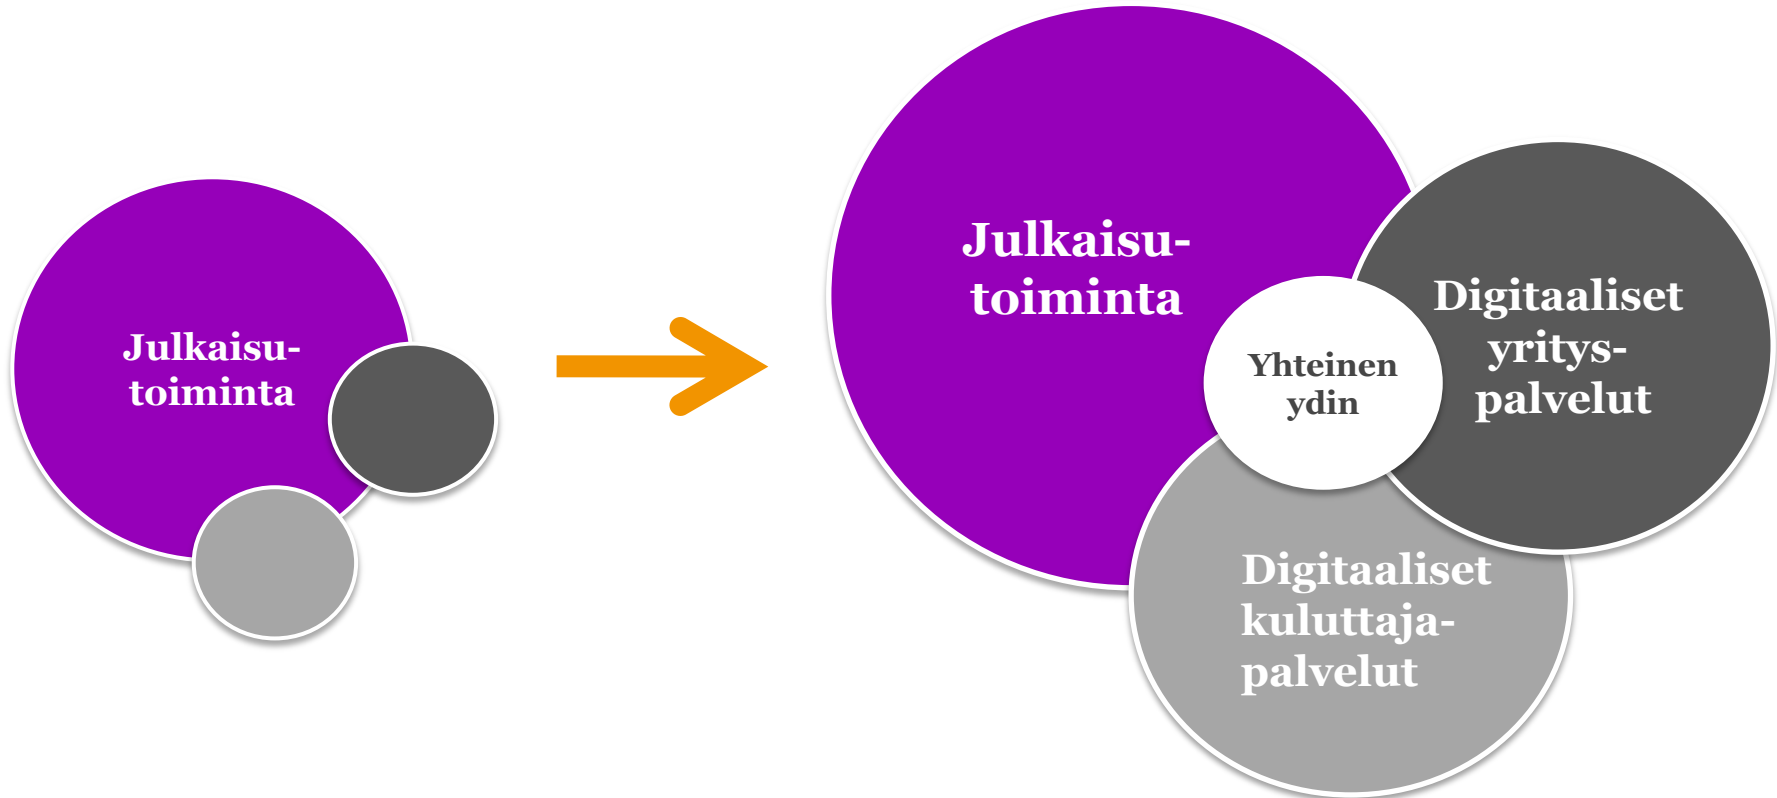 Julkaisu-
toiminta
Julkaisu-
toiminta
Digitaaliset
yritys-
palvelut
Yhteinen
ydin
Digitaaliset
kuluttaja-
palvelut